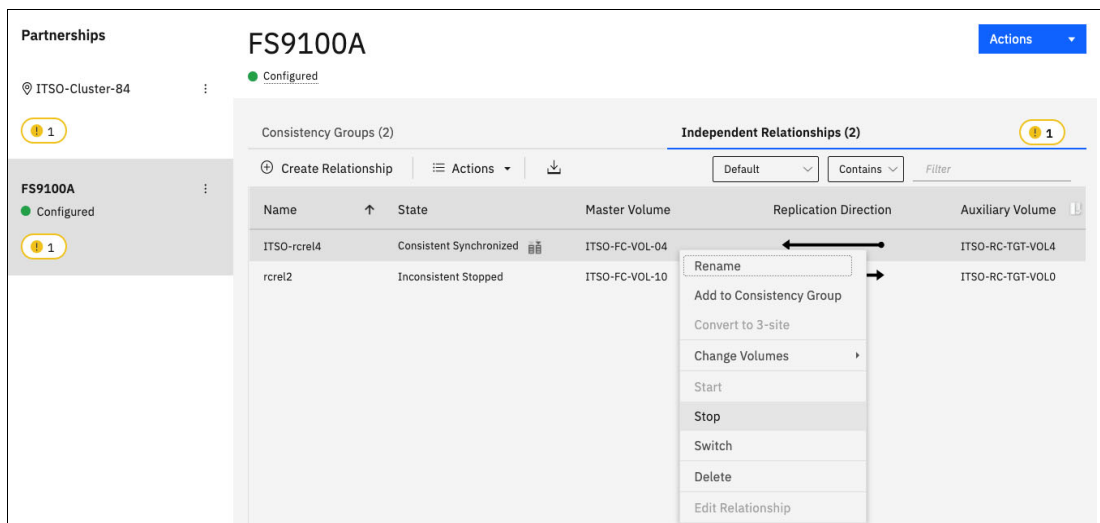 Partnerships
ITSO-Cluster-84
1
FS9100A
Configured
1
FS9100A
Configured
Actions
Consistency Groups (2)
Independent Relationships (2)
1
Create Relationship
Actions
Default
Contains
Filter
Name State Master Volume Replication Direction Auxiliary Volume
ITSO-rcrel4 Consistent Synchronized ITSO-FC-VOL-04 ITSO-RC-TGT-VOL4
rcrel2 Inconsistent Stopped ITSO-FC-VOL-10 ITSO-RC-TGT-VOL0
Rename
Add to Consistency Group
Convert to 3-site
Change Volumes
Start
Stop
Switch
Delete
Edit Relationship